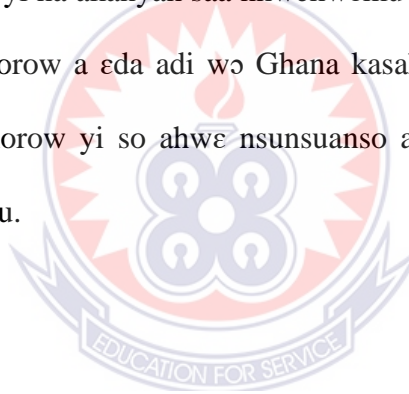 orow a ɛda adi wɔ Ghana kasa
orow yi so ahwɛ nsunsuanso a
u.
EDUCATION FOR SERVICE